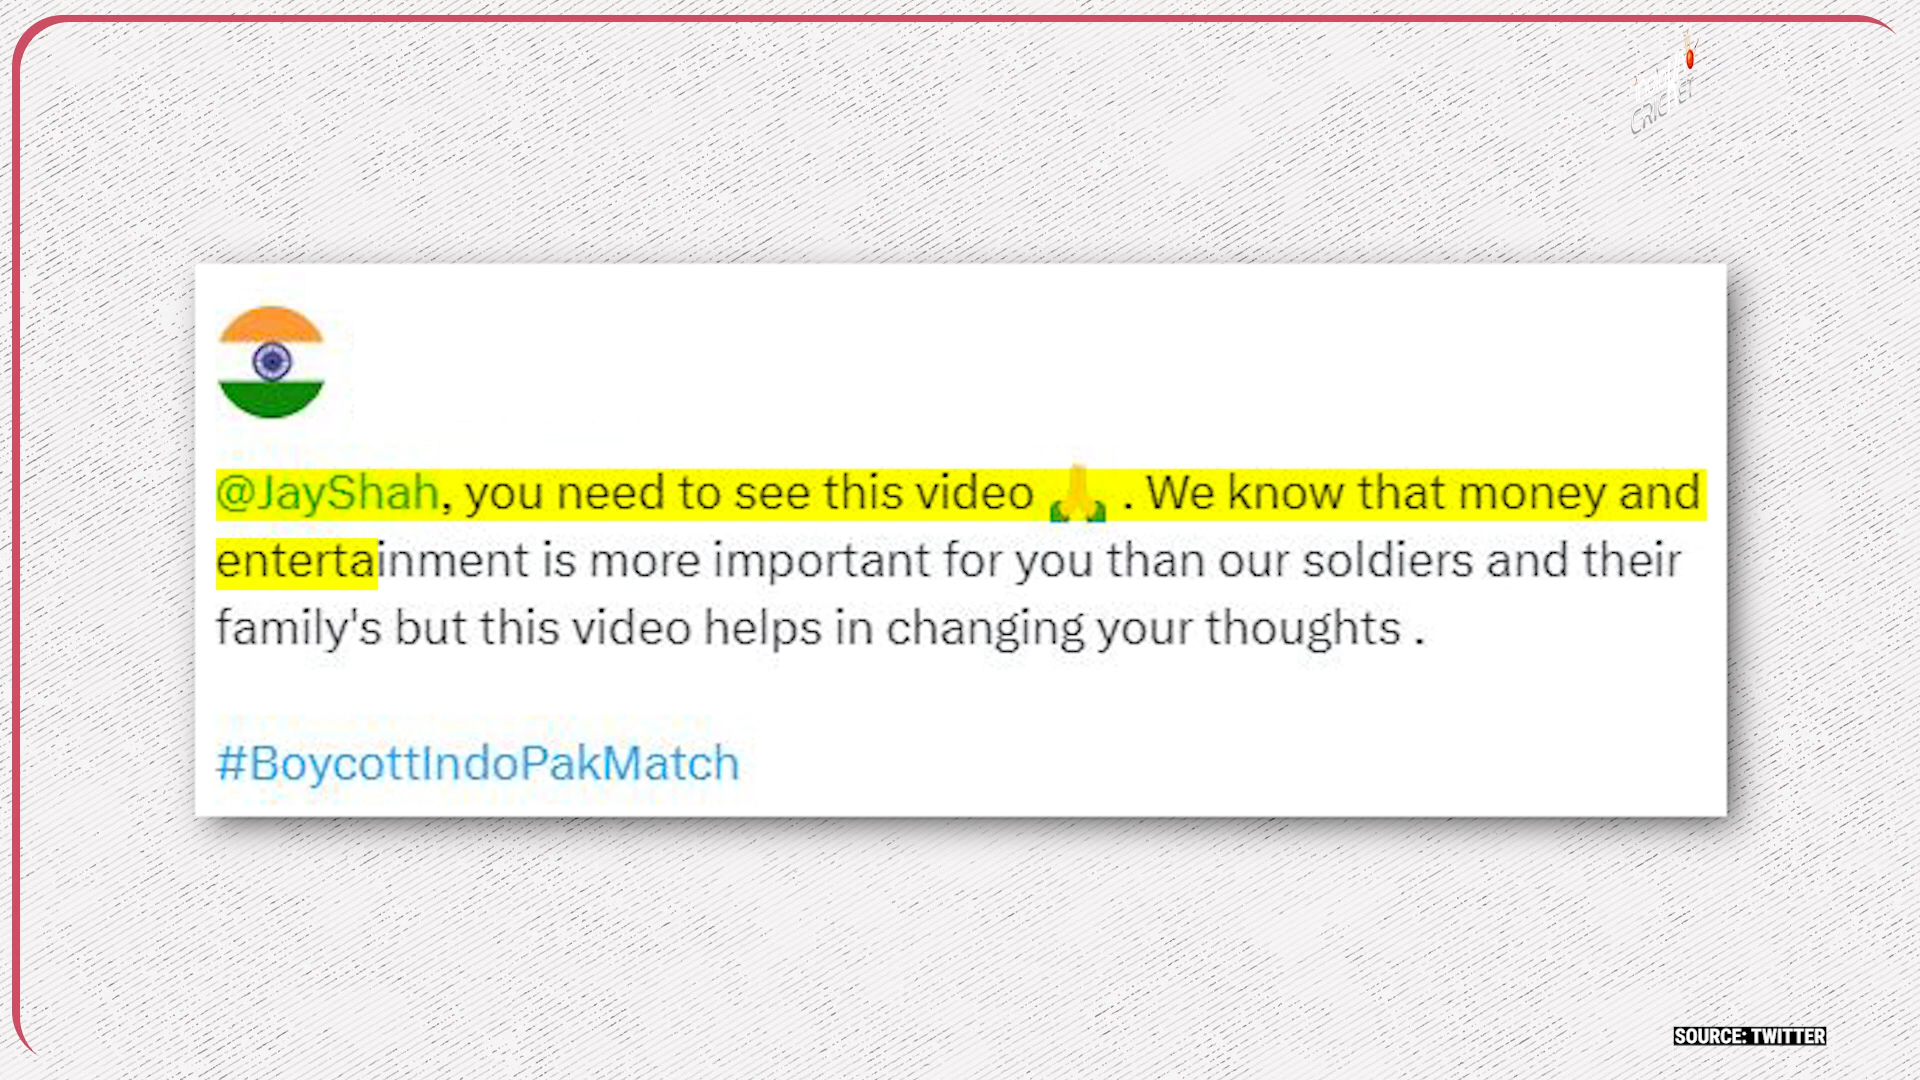 CRICKET
@JayShah, you need to see this video 🙏 . We know that money and
entertainment is more important for you than our soldiers and their
family's but this video helps in changing your thoughts .
#BoycottIndoPakMatch
SOURCE: TWITTER